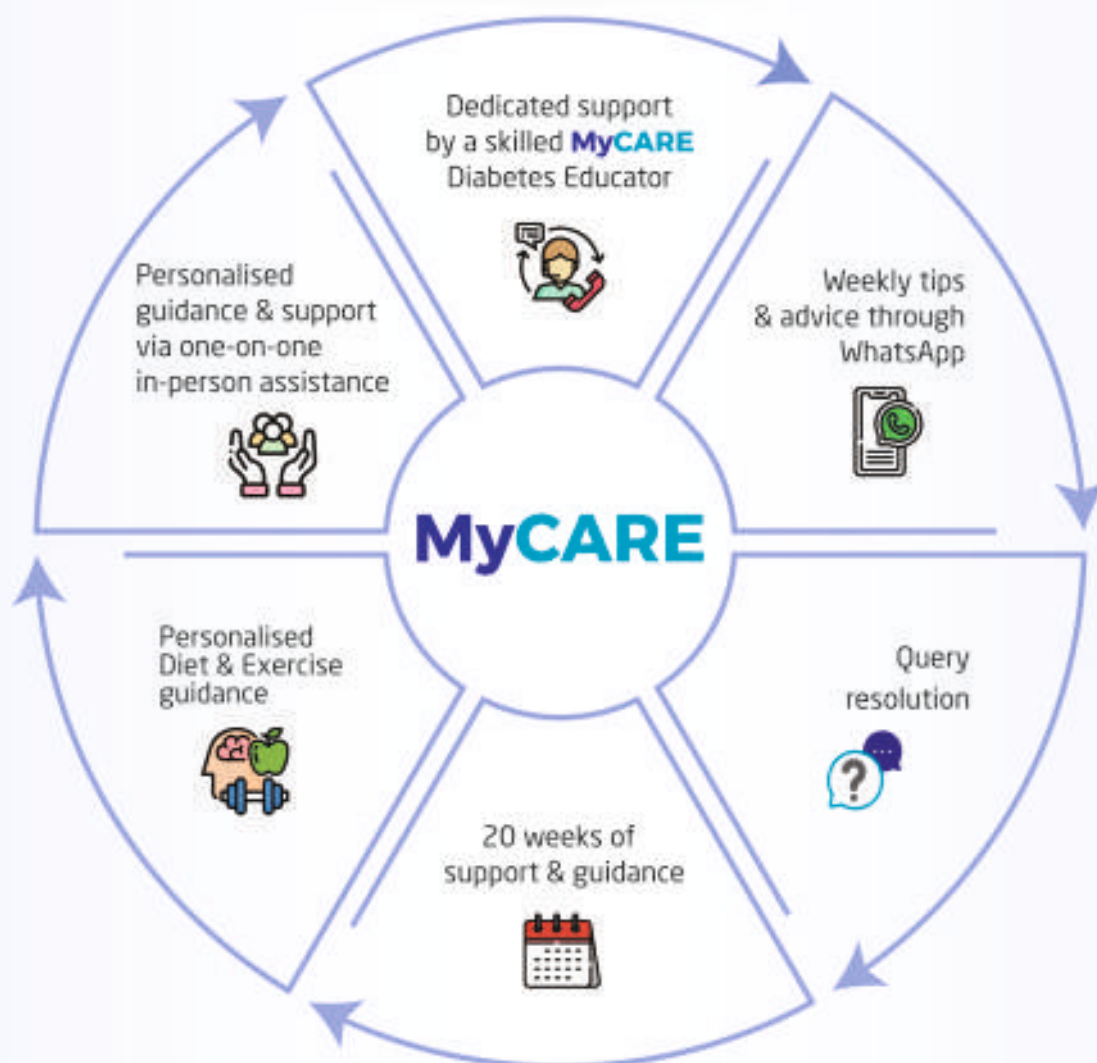 Dedicated support
by a skilled MyCARE
Diabetes Educator
Weekly tips
& advice through
WhatsApp
Query
resolution
20 weeks of
support & guidance
Personalised
Diet & Exercise
guidance
Personalised
guidance & support
via one-on-one
in-person assistance
MyCARE